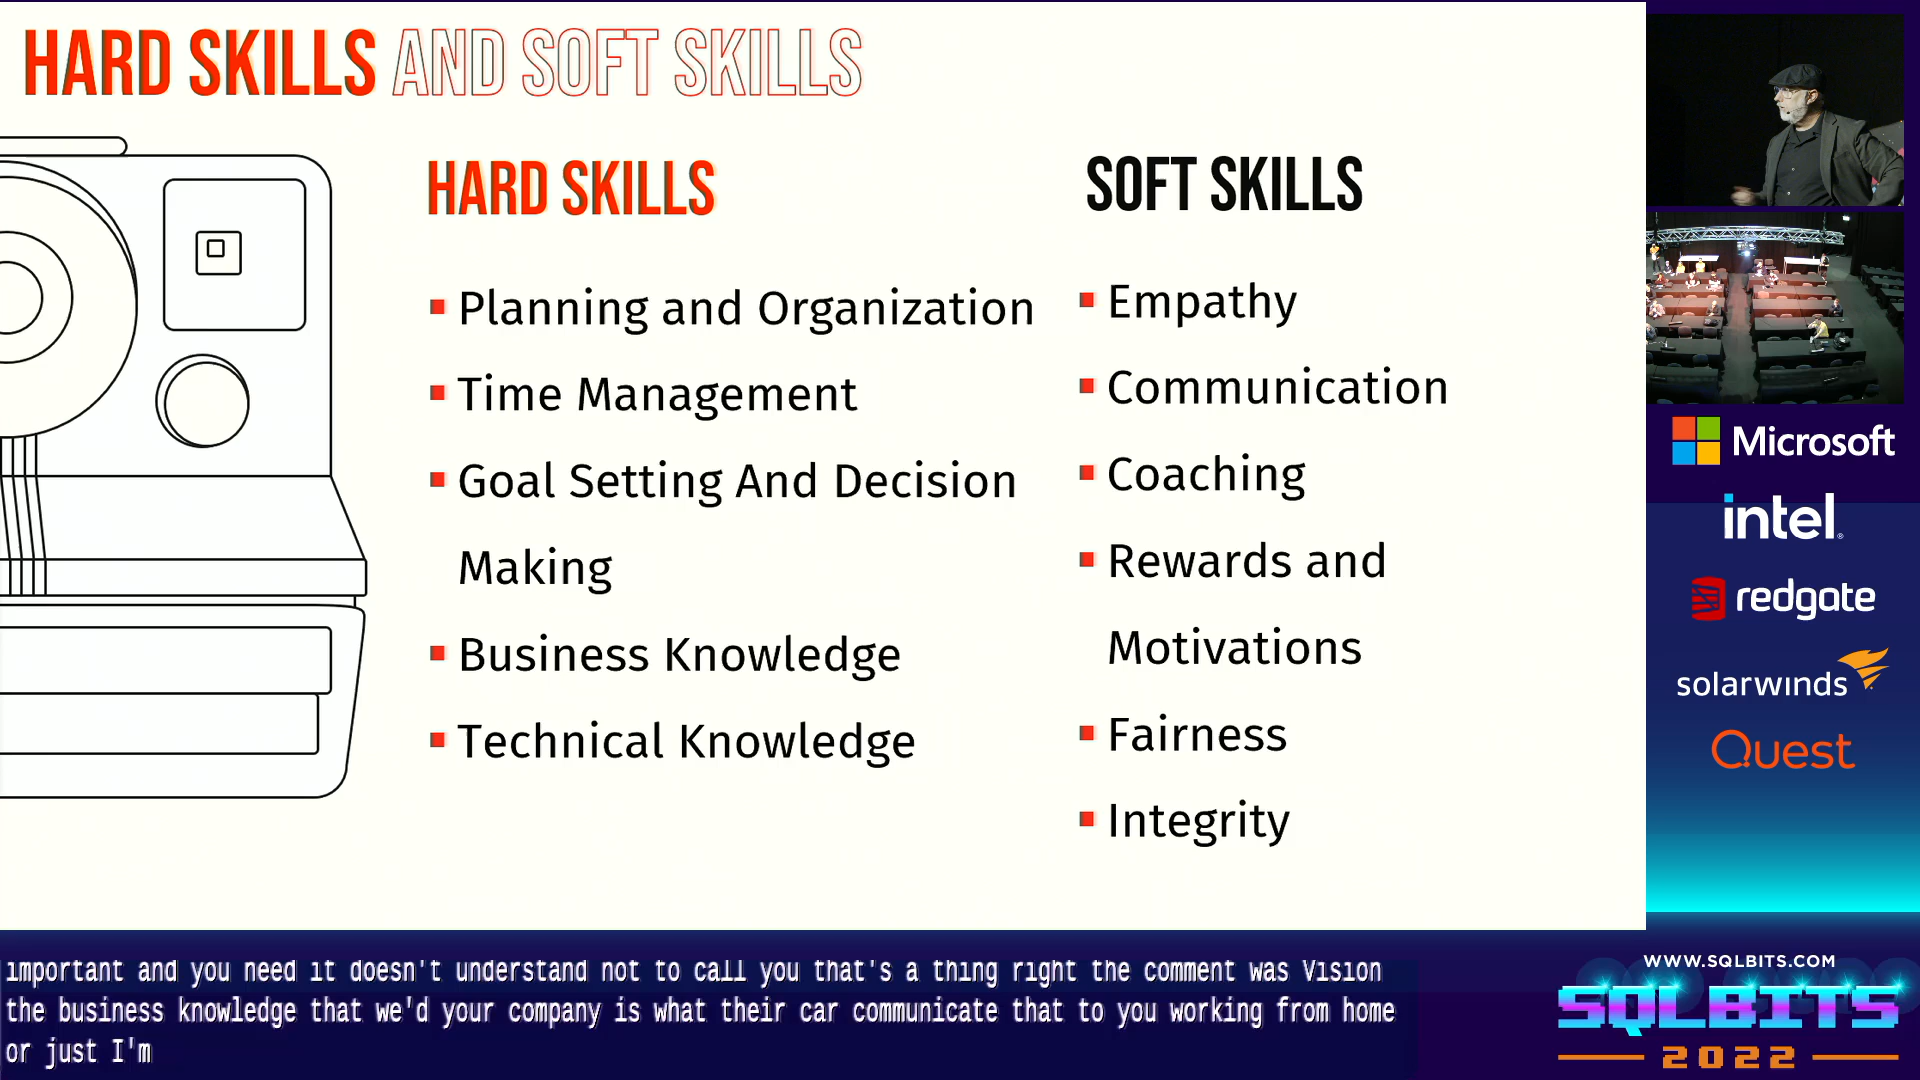 HARD SKILLS AND SOFT SKILLS
HARD SKILLS
Planning and Organization
Time Management
Goal Setting And Decision
Making
Business Knowledge
Technical Knowledge
SOFT SKILLS
Empathy
Communication
Coaching
Rewards and
Motivations
Fairness
Integrity
Microsoft
intel
redgate
solarwinds
Quest
important and you need it doesn't understand not to call you that's a thing right the comment was Vision
the business knowledge that we'd your company is what their car communicate that to you working from home
or just I'm
WWW.SQLBITS.COM
SQLBITS
2022